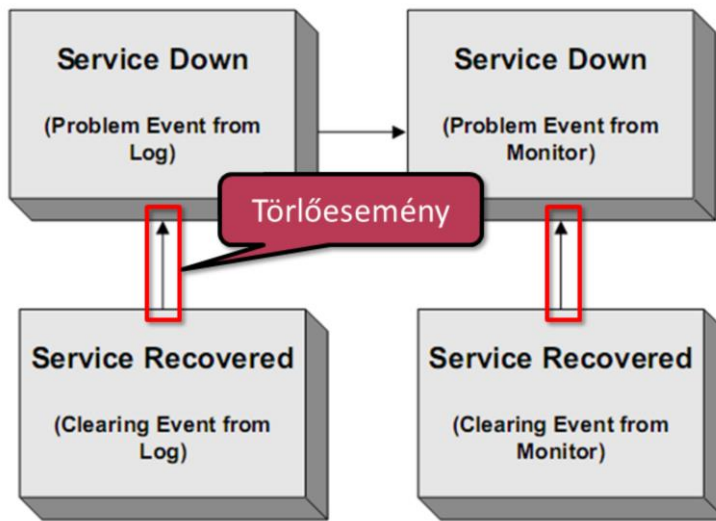 Service Down
(Problem Event from
Log)
Service Down
(Problem Event from
Monitor)
Törlőesemény
Service Recovered
(Clearing Event from
Log)
Service Recovered
(Clearing Event from
Monitor)